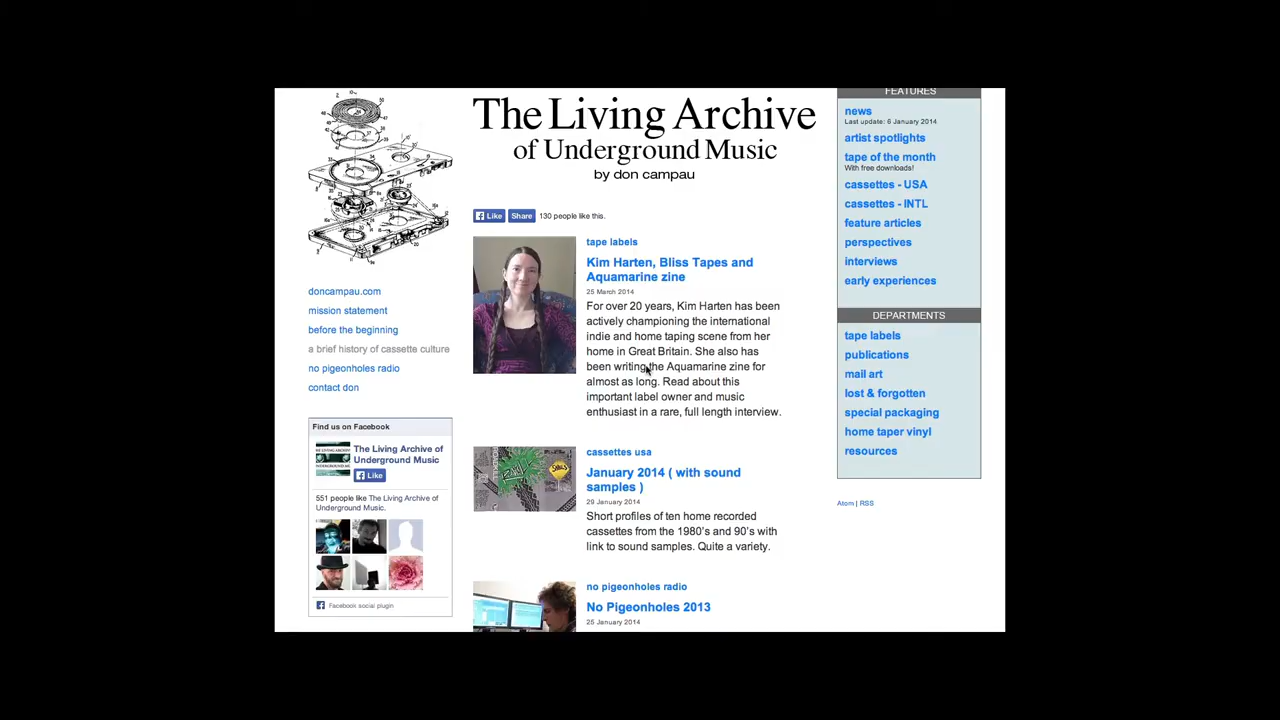 The Living Archive
of Underground Music
by don campau
Like Share 130 people like this.
doncampau.com
mission statement
before the beginning
a brief history of cassette culture
no pigeonholes radio
contact don
Find us on Facebook
The Living Archive of
Underground Music
Like
551 people like The Living Archive of
Underground Music.
Facebook social plugin
tape labels
Kim Harten, Bliss Tapes and
Aquamarine zine
25 March 2014
For over 20 years, Kim Harten has been
actively championing the international
indie and home taping scene from her
home in Great Britain. She also has
been writing the Aquamarine zine for
almost as long. Read about this
important label owner and music
enthusiast in a rare, full length interview.
cassettes usa
January 2014 ( with sound
samples )
29 January 2014
Short profiles of ten home recorded
cassettes from the 1980's and 90's with
link to sound samples. Quite a variety.
no pigeonholes radio
No Pigeonholes 2013
25 January 2014
FEATURES
news
Last update: 6 January 2014
artist spotlights
tape of the month
With free downloads!
cassettes - USA
cassettes - INTL
feature articles
perspectives
interviews
early experiences
DEPARTMENTS
tape labels
publications
mail art
lost & forgotten
special packaging
home taper vinyl
resources
Atom | RSS